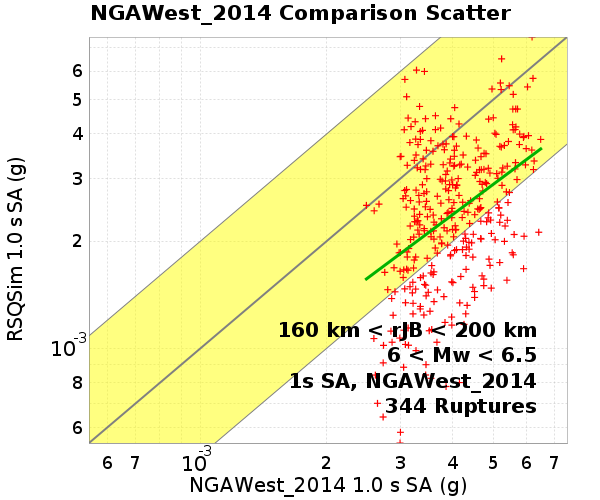 NGAWest_2014 Comparison Scatter
RSQSim 1.0 s SA (g)
6
5
4
3
2
10-3
8
6
160 km < rJB < 200 km
6 < Mw < 6.5
1s SA, NGAWest_2014
344 Ruptures
6 7 10-3 2 3 4 5 6 7
NGAWest_2014 1.0 s SA (g)